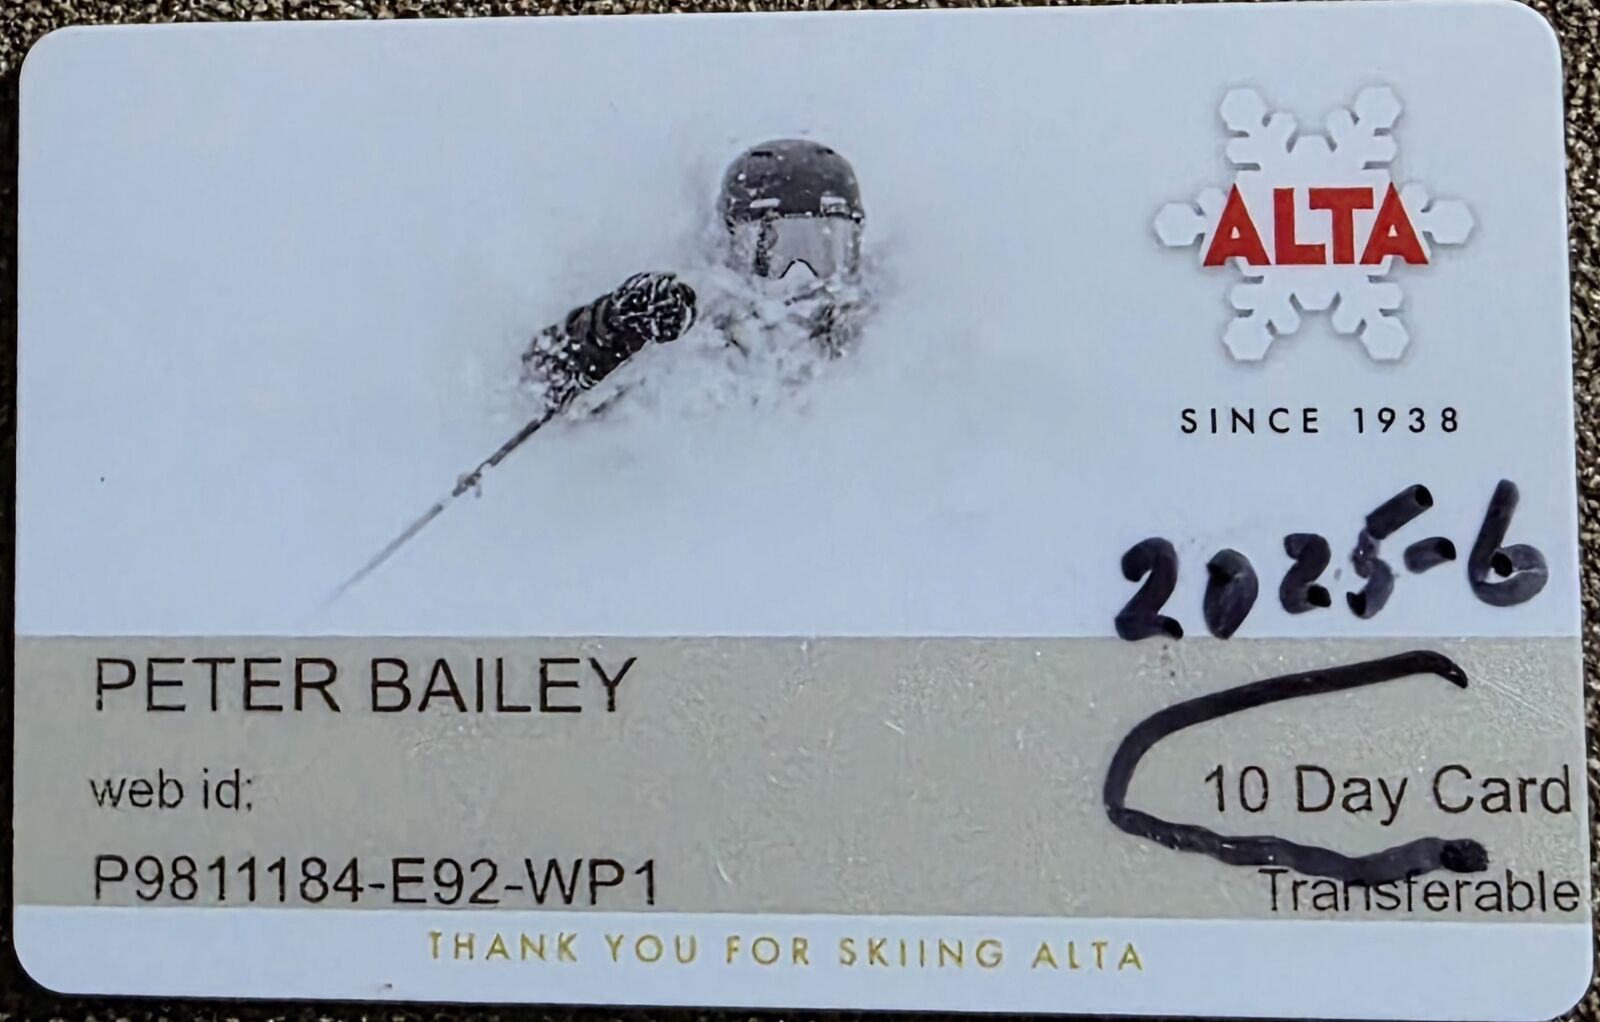 ALTA
SINCE 1938
2025-6
PETER BAILEY
web id:
10 Day Card
P9811184-E92-WP1
Transferable
THANK YOU FOR SKIING ALTA